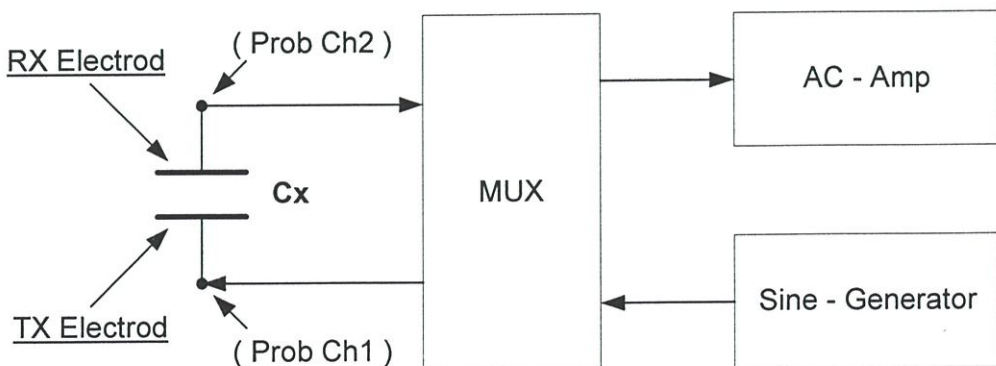 ( Prob Ch2 )
RX Electrod
AC - Amp
Cx
MUX
Sine - Generator
TX Electrod
( Prob Ch1 )